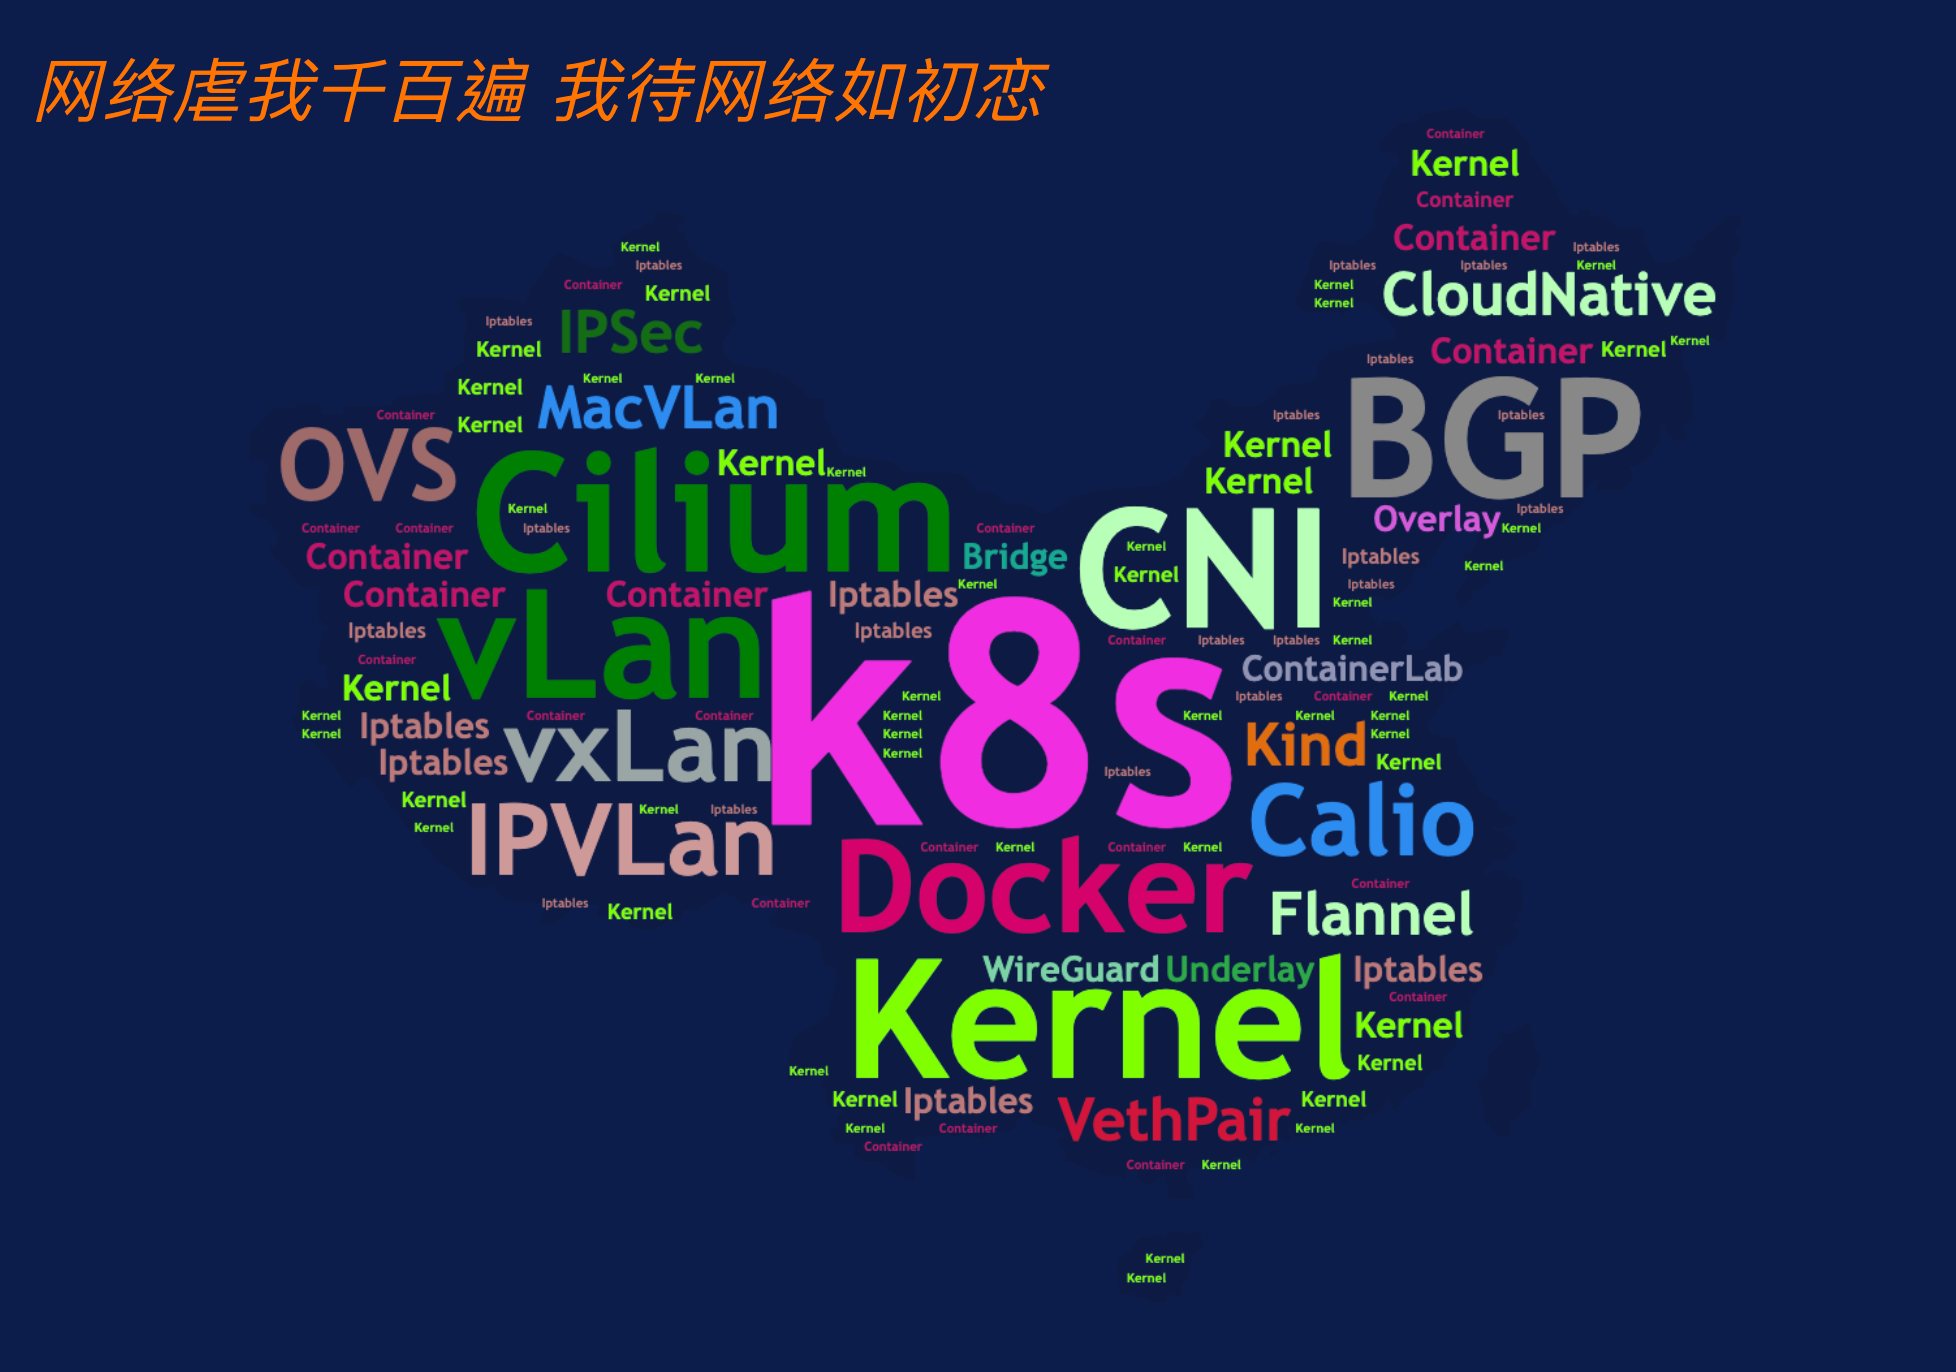 网络虐我千百遍 我待网络如初恋
Container
Kernel
Container
Container
Iptables
Kernel
Iptables
Iptables
Iptables
Kernel
Container
Kernel
Kernel
CloudNative
Kernel
Iptables
Kernel
IPSec
Kernel
Iptables
Container
Kernel
Kernel
Kernel
Kernel
Kernel
BGP
MacVLan
Container
Iptables
Iptables
Kernel
Kernel
OVS
Kernel
Kernel
Kernel
Cilium
Kernel
Iptables
Overlay
Container
Container
Iptables
Container
Kernel
CNI
Kernel
Container
Bridge
Iptables
Kernel
Kernel
Container
Container
Iptables
Kernel
Iptables
Kernel
Iptables
vLan
Iptables
Container
Iptables
Iptables
Kernel
Container
ContainerLab
Kernel
k8s
Kernel
Iptables
Container
Kernel
Kernel
Container
Container
Kernel
Kernel
Kernel
Kernel
Iptables
vxLan
Kernel
Kernel
Kind
Kernel
Iptables
Kernel
Kernel
Iptables
Kernel
Kernel
IPVLan
Kernel
Iptables
Calio
Docker
Container
Kernel
Container
Kernel
Container
Iptables
Kernel
Container
Flannel
WireGuard
Underlay
Iptables
Container
Kernel
Kernel
Kernel
Kernel
Kernel
Iptables
VethPair
Kernel
Kernel
Container
Kernel
Container
Container
Kernel
Kernel
Kernel